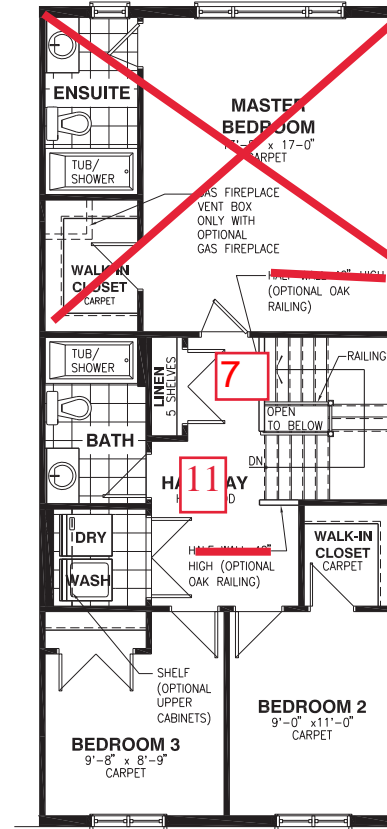 ENSUITE
MASTER
BEDROOM
x 17'-0"
CARPET
TUB/
SHOWER
GAS FIREPLACE
VENT BOX
ONLY WITH
OPTIONAL
GAS FIREPLACE
WALK-IN
CLOSET
CARPET
(OPTIONAL OAK
RAILING)
TUB/
SHOWER
LINEN
5 SHELVES
7
RAILING
OPEN
TO BELOW
BATH
DN
11
DRY
WASH
HIGH (OPTIONAL
OAK RAILING)
WALK-IN
CLOSET
CARPET
SHELF
(OPTIONAL
UPPER
CABINETS)
BEDROOM 3
9'-8" x 8'-9"
CARPET
BEDROOM 2
9'-0" x11'-0"
CARPET